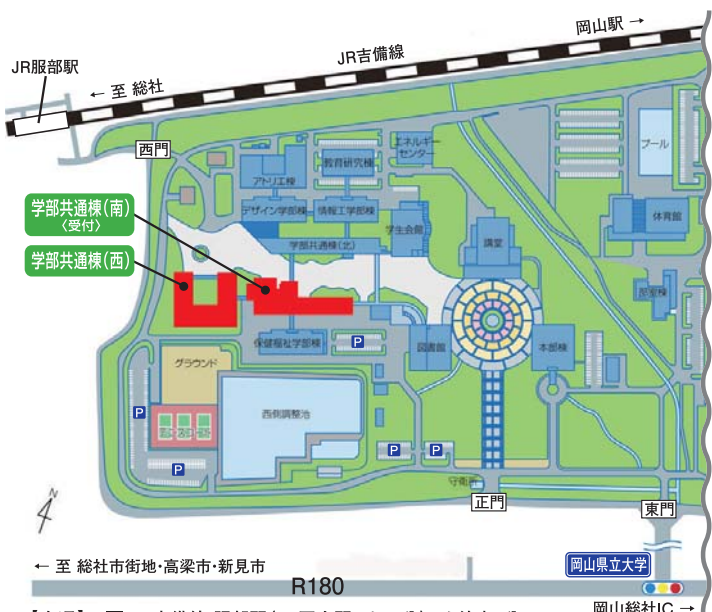 岡山駅 →
JR吉備線
JR服部駅
← 至 総社
西門
エネルギー
センター
プール
教育研究棟
アトリエ棟
学部共通棟(南)
〈受付〉
デザイン学部棟
情報工学部棟
学生会館
体育館
学部共通棟(北)
講堂
学部共通棟(西)
部室棟
保健福祉学部棟
P
図書館
本部棟
グラウンド
西側調整池
P
P
P
P
守衛所
正門
東門
N
← 至 総社市街地・高梁市・新見市
岡山県立大学
R180
岡山総社IC →